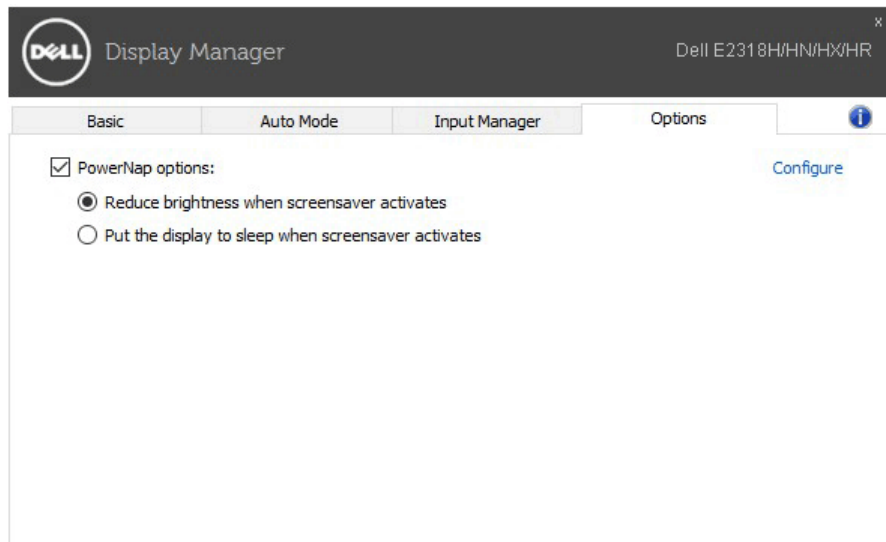 x
DELL Display Manager Dell E2318H/HN/HX/HR
Basic Auto Mode Input Manager Options i
PowerNap options: Configure
Reduce brightness when screensaver activates
Put the display to sleep when screensaver activates